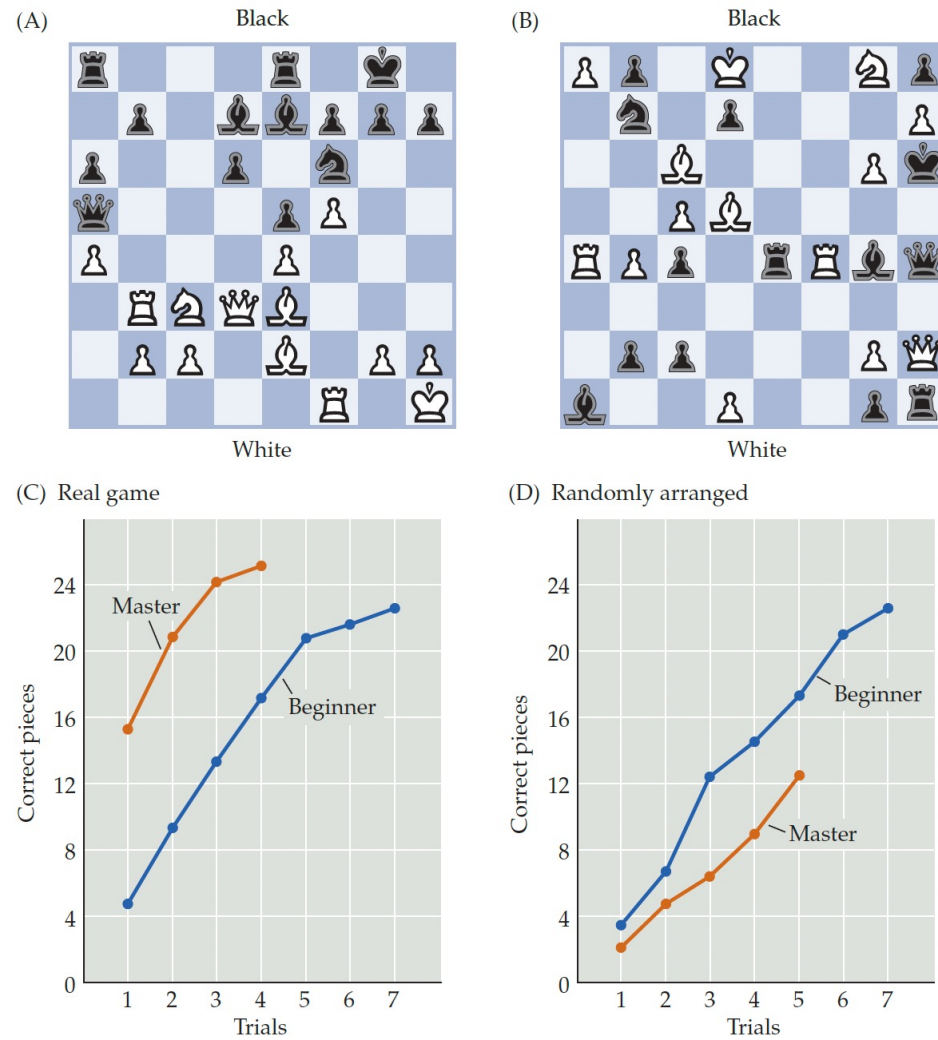 (A)
Black
White
(B)
Black
White
(C) Real game
Correct pieces
24
20
16
12
8
4
0
Master
Beginner
1 2 3 4 5 6 7
Trials
(D) Randomly arranged
Correct pieces
24
20
16
12
8
4
0
Beginner
Master
1 2 3 4 5 6 7
Trials